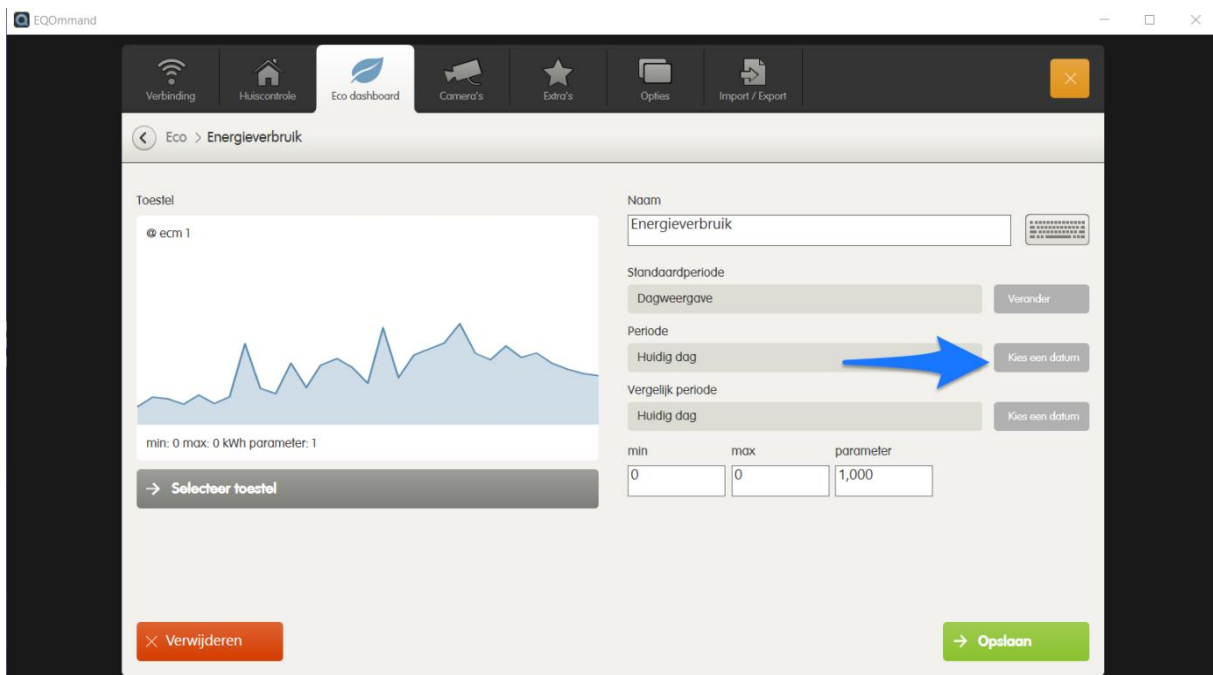 EQOmmand
Verbinding
Huiscontrole
Eco dashboard
Camera's
Extra's
Opties
Import / Export
Eco > Energieverbruik
Toestel
@ ecm 1
min: 0 max: 0 kWh parameter: 1
Selecteer toestel
Naam
Energieverbruik
Standaardperiode
Dagweergave
Verander
Periode
Huidig dag
Kies een datum
Vergelijk periode
Huidig dag
Kies een datum
min max parameter
0 0 1,000
Verwijderen
Opslaan